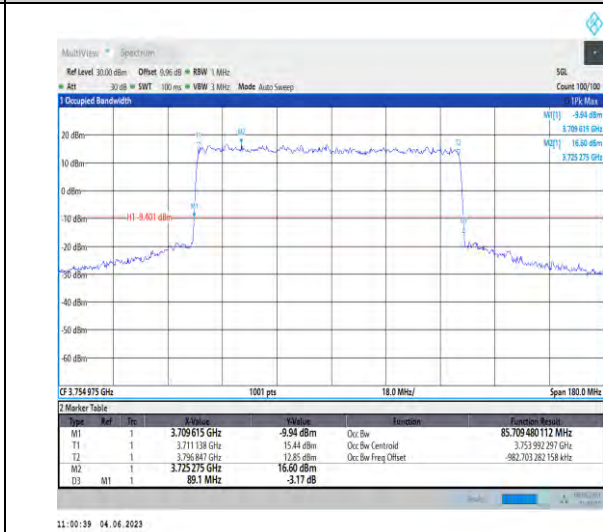 MultiView Spectrum
Ref Level 30.00 dBm Offset 9.96 dB RBW 1 MHz SGL
Att 30 dB SWT 100 ms VBW 3 MHz Mode Auto Sweep Count 100/100
1 Occupied Bandwidth 1Pk Max
M1[1] -9.94 dBm
3.709 615 GHz
M2[1] 16.60 dBm
3.725 275 GHz
M2
20 dBm
10 dBm
0 dBm
M1
-10 dBm H1 -9.401 dBm
-20 dBm
-30 dBm
-40 dBm
-50 dBm
-60 dBm
CF 3.754 975 GHz 1001 pts 18.0 MHz/ Span 180.0 MHz
2 Marker Table
Type Ref Trc X-Value Y-Value Function Function Result
M1 1 3.709 615 GHz -9.94 dBm Occ Bw 85.709 480 112 MHz
T1 1 3.711 138 GHz 15.44 dBm Occ Bw Centroid 3.753 992 297 GHz
T2 1 3.796 847 GHz 12.85 dBm Occ Bw Freq Offset -982.703 282 158 kHz
M2 1 3.725 275 GHz 16.60 dBm
D3 M1 1 89.1 MHz -3.17 dB
11:00:39 04.06.2023